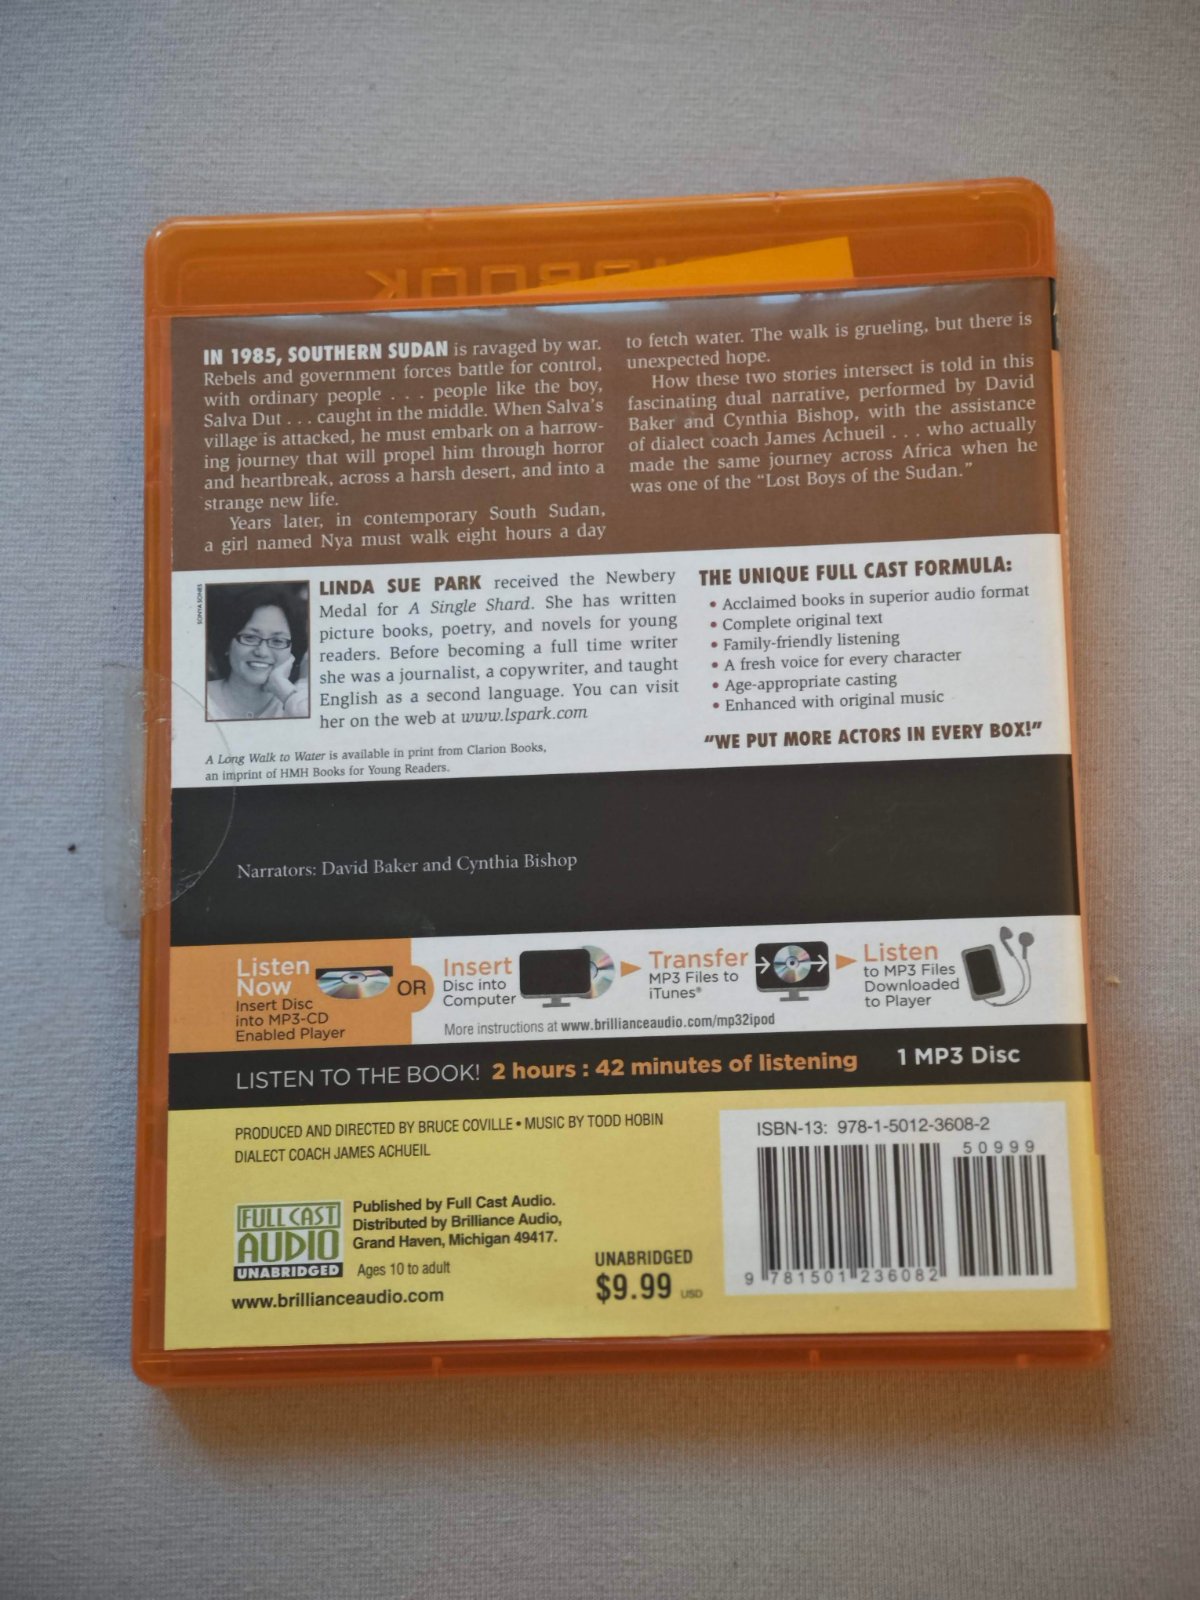 IN 1985, SOUTHERN SUDAN is ravaged by war.
Rebels and government forces battle for control,
with ordinary people . . . people like the boy,
Salva Dut . . . caught in the middle. When Salva's
village is attacked, he must embark on a harrow-
ing journey that will propel him through horror
and heartbreak, across a harsh desert, and into a
strange new life.
Years later, in contemporary South Sudan,
a girl named Nya must walk eight hours a day
to fetch water. The walk is grueling, but there is
unexpected hope.
How these two stories intersect is told in this
fascinating dual narrative, performed by David
Baker and Cynthia Bishop, with the assistance
of dialect coach James Achueil . . . who actually
made the same journey across Africa when he
was one of the "Lost Boys of the Sudan."
SONYA SONES
LINDA SUE PARK received the Newbery
Medal for A Single Shard. She has written
picture books, poetry, and novels for young
readers. Before becoming a full time writer
she was a journalist, a copywriter, and taught
English as a second language. You can visit
her on the web at www.lspark.com
A Long Walk to Water is available in print from Clarion Books,
an imprint of HMH Books for Young Readers.
THE UNIQUE FULL CAST FORMULA:
• Acclaimed books in superior audio format
• Complete original text
• Family-friendly listening
• A fresh voice for every character
• Age-appropriate casting
• Enhanced with original music
"WE PUT MORE ACTORS IN EVERY BOX!"
Narrators: David Baker and Cynthia Bishop
Listen
Now
Insert Disc
into MP3-CD
Enabled Player
OR
Insert
Disc into
Computer
Transfer
MP3 Files to
iTunes®
Listen
to MP3 Files
Downloaded
to Player
More instructions at www.brillianceaudio.com/mp32ipod
LISTEN TO THE BOOK! 2 hours : 42 minutes of listening 1 MP3 Disc
PRODUCED AND DIRECTED BY BRUCE COVILLE • MUSIC BY TODD HOBIN
DIALECT COACH JAMES ACHUEIL
FULL CAST
AUDIO
UNABRIDGED
Published by Full Cast Audio.
Distributed by Brilliance Audio,
Grand Haven, Michigan 49417.
Ages 10 to adult
www.brillianceaudio.com
UNABRIDGED
$9.99 USD
ISBN-13: 978-1-5012-3608-2
50999
9 781501 236082